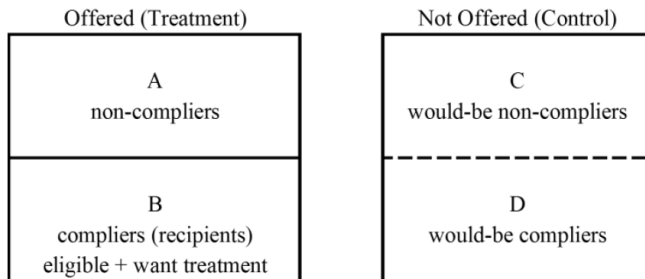 Offered (Treatment)
A
non-compliers
B
compliers (recipients)
eligible + want treatment
Not Offered (Control)
C
would-be non-compliers
D
would-be compliers